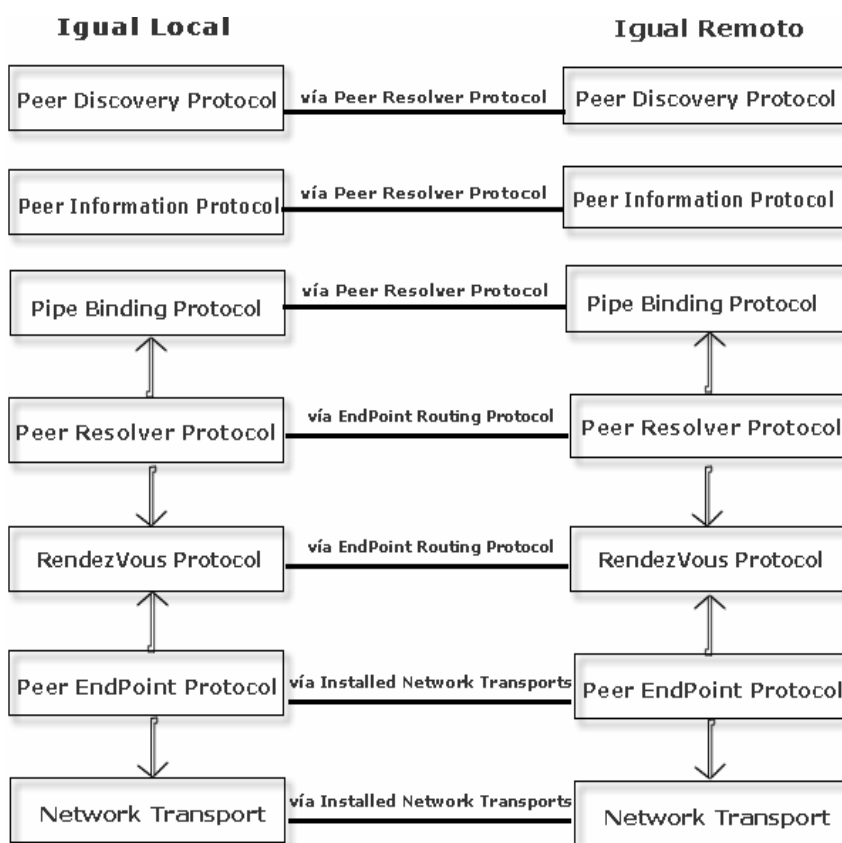 Igual Local
Igual Remoto
Peer Discovery Protocol
vía Peer Resolver Protocol
Peer Discovery Protocol
Peer Information Protocol
vía Peer Resolver Protocol
Peer Information Protocol
Pipe Binding Protocol
vía Peer Resolver Protocol
Pipe Binding Protocol
Peer Resolver Protocol
vía EndPoint Routing Protocol
Peer Resolver Protocol
RendezVous Protocol
vía EndPoint Routing Protocol
RendezVous Protocol
Peer EndPoint Protocol
vía Installed Network Transports
Peer EndPoint Protocol
Network Transport
vía Installed Network Transports
Network Transport